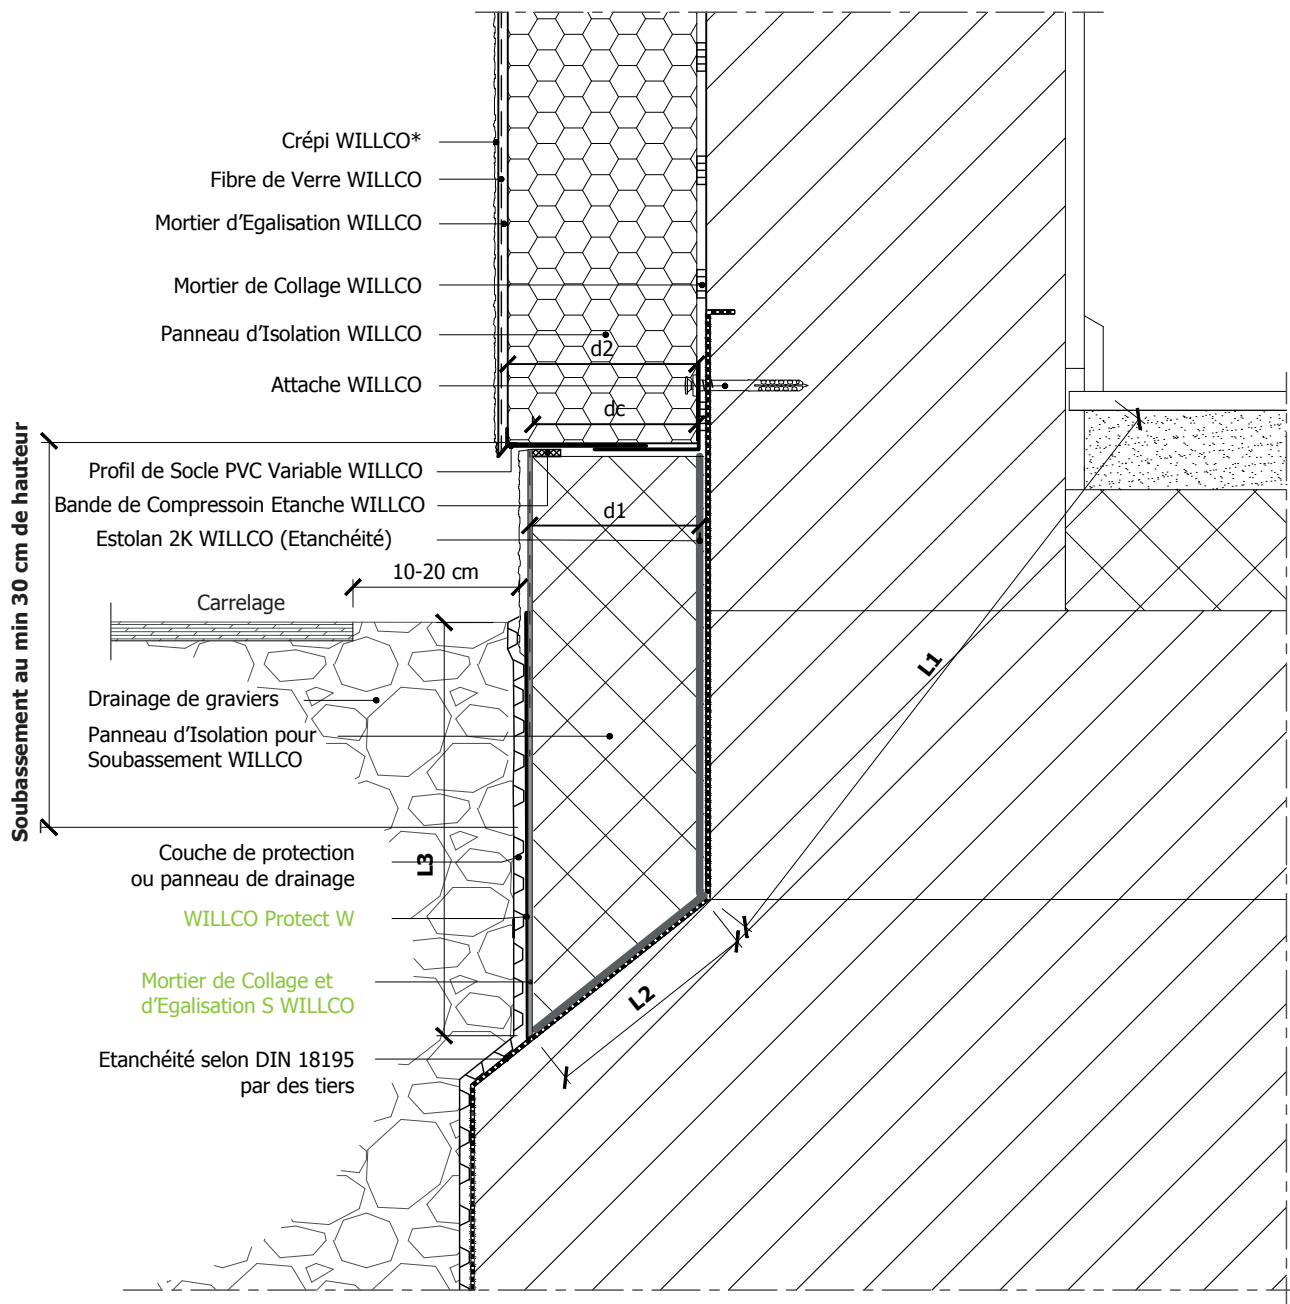 Crépi WILLCO*
Fibre de Verre WILLCO
Mortier d'Egalisation WILLCO
Mortier de Collage WILLCO
Panneau d'Isolation WILLCO
d2
Attache WILLCO
dc
Profil de Socle PVC Variable WILLCO
Bande de Compressoin Etanche WILLCO
d1
Estolan 2K WILLCO (Etanchéité)
10-20 cm
Carrelage
Soubassement au min 30 cm de hauteur
L1
Drainage de graviers
Panneau d'Isolation pour
Soubassement WILLCO
Couche de protection
ou panneau de drainage
L3
WILLCO Protect W
Mortier de Collage et
d'Egalisation S WILLCO
L2
Etanchéité selon DIN 18195
par des tiers